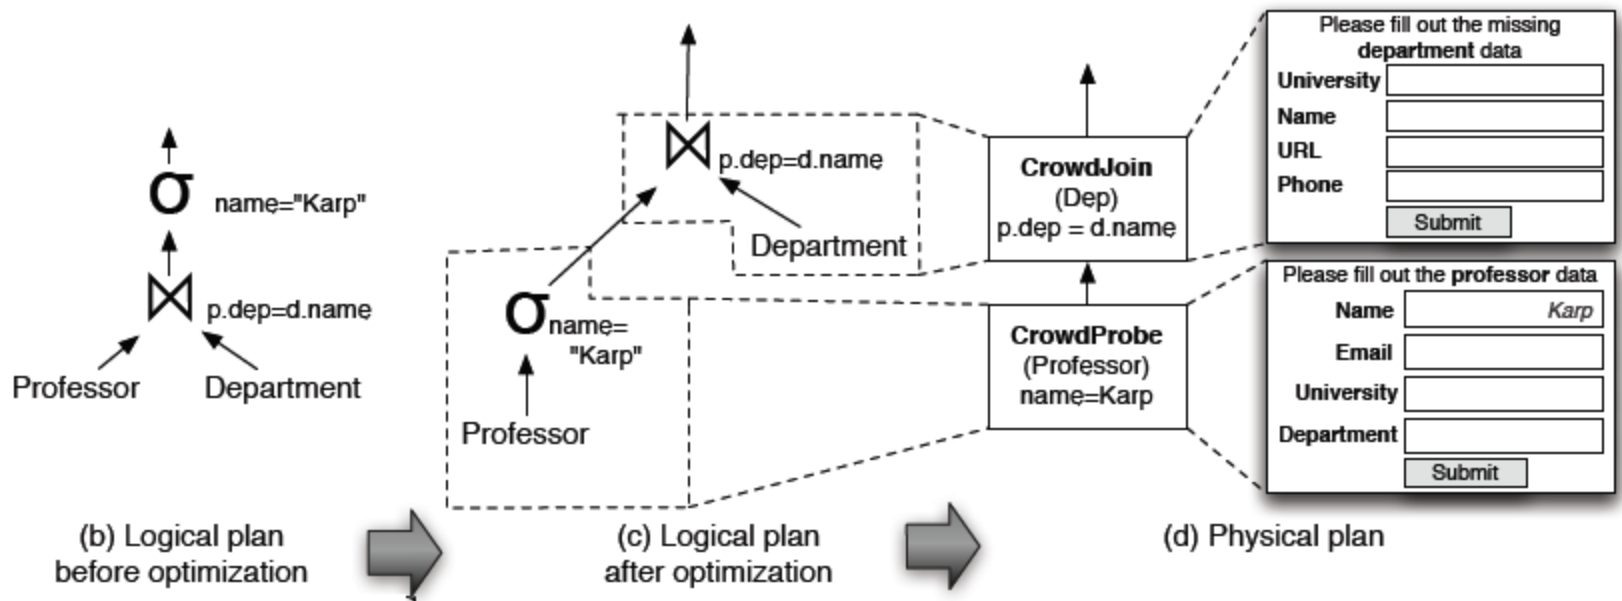 σ name="Karp"
p.dep=d.name
Professor
Department
(b) Logical plan
before optimization
p.dep=d.name
Department
σ name=
"Karp"
Professor
(c) Logical plan
after optimization
CrowdJoin
(Dep)
p.dep = d.name
CrowdProbe
(Professor)
name=Karp
Please fill out the missing
department data
University
Name
URL
Phone
Submit
Please fill out the professor data
Name Karp
Email
University
Department
Submit
(d) Physical plan